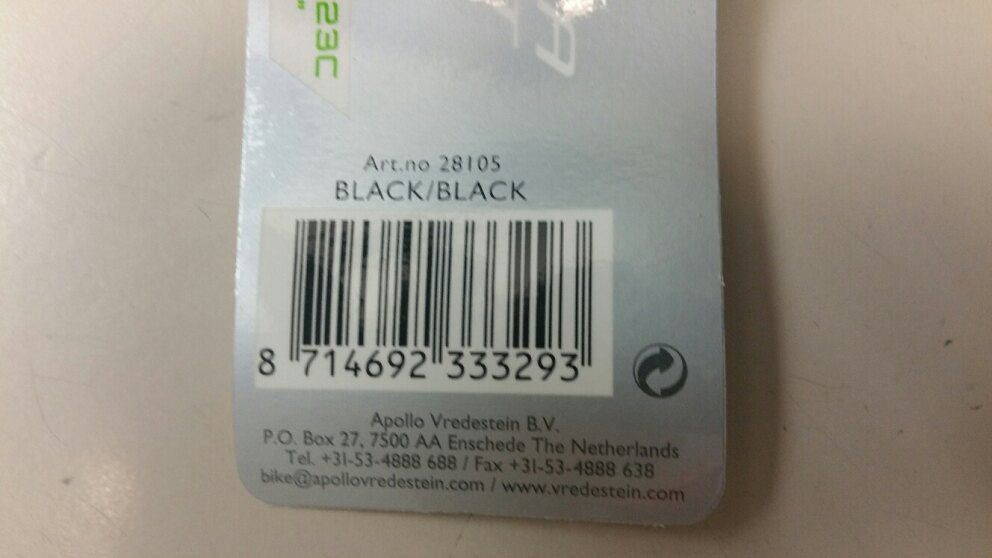 23C
Art.no 28105
BLACK/BLACK
8 714692 333293
Apollo Vredestein B.V.
P.O. Box 27, 7500 AA Enschede The Netherlands
Tel. +31-53-4888 688 / Fax +31-53-4888 638
bike@apollovredestein.com / www.vredestein.com